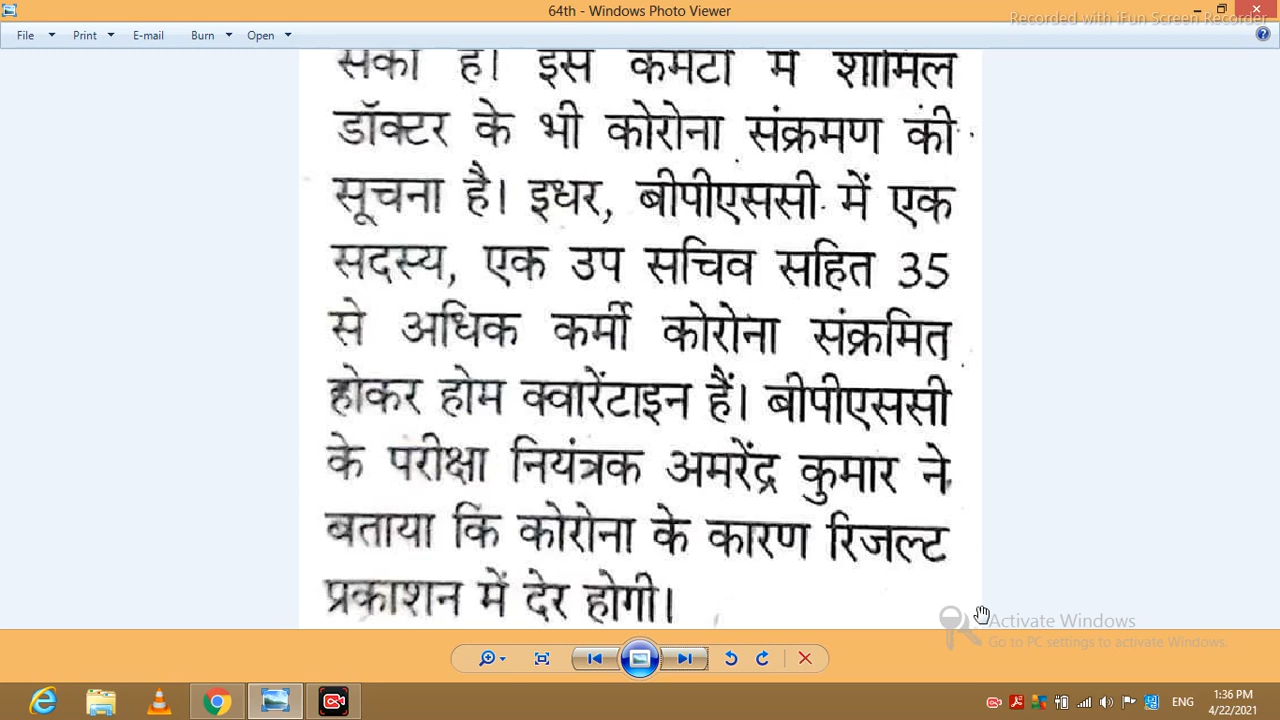 64th - Windows Photo Viewer
Recorded with iFun Screen Recorder
File Print E-mail Burn Open
सका है। इस कमेटी में शामिल
डॉक्टर के भी कोरोना संक्रमण की
सूचना है। इधर, बीपीएससी में एक
सदस्य, एक उप सचिव सहित 35
से अधिक कर्मी कोरोना संक्रमित
होकर होम क्वारेंटाइन हैं। बीपीएससी
के परीक्षा नियंत्रक अमरेंद्र कुमार ने
बताया कि कोरोना के कारण रिजल्ट
प्रकाशन में देर होगी।
Activate Windows
Go to PC settings to activate Windows.
ENG
1:36 PM
4/22/2021